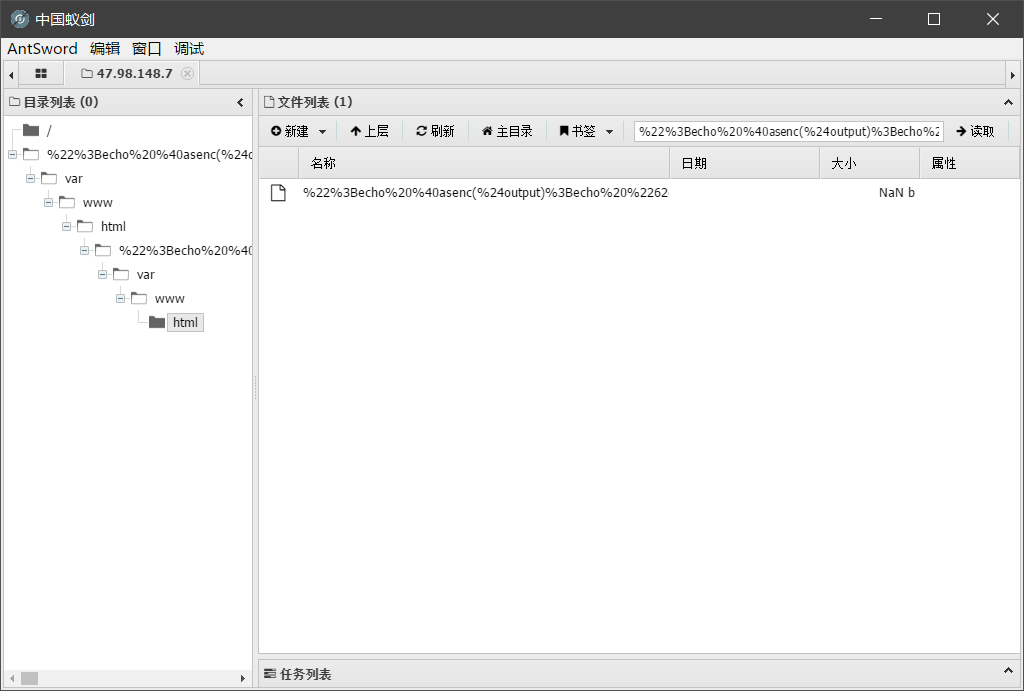 中国蚁剑
AntSword 编辑 窗口 调试
47.98.148.7
目录列表 (0)
/
%22%3Becho%20%40asenc(%24o
var
www
html
%22%3Becho%20%40
var
www
html
文件列表 (1)
新建 上层 刷新 主目录 书签 %22%3Becho%20%40asenc(%24output)%3Becho%2 读取
名称 日期 大小 属性
%22%3Becho%20%40asenc(%24output)%3Becho%20%2262 NaN b
任务列表